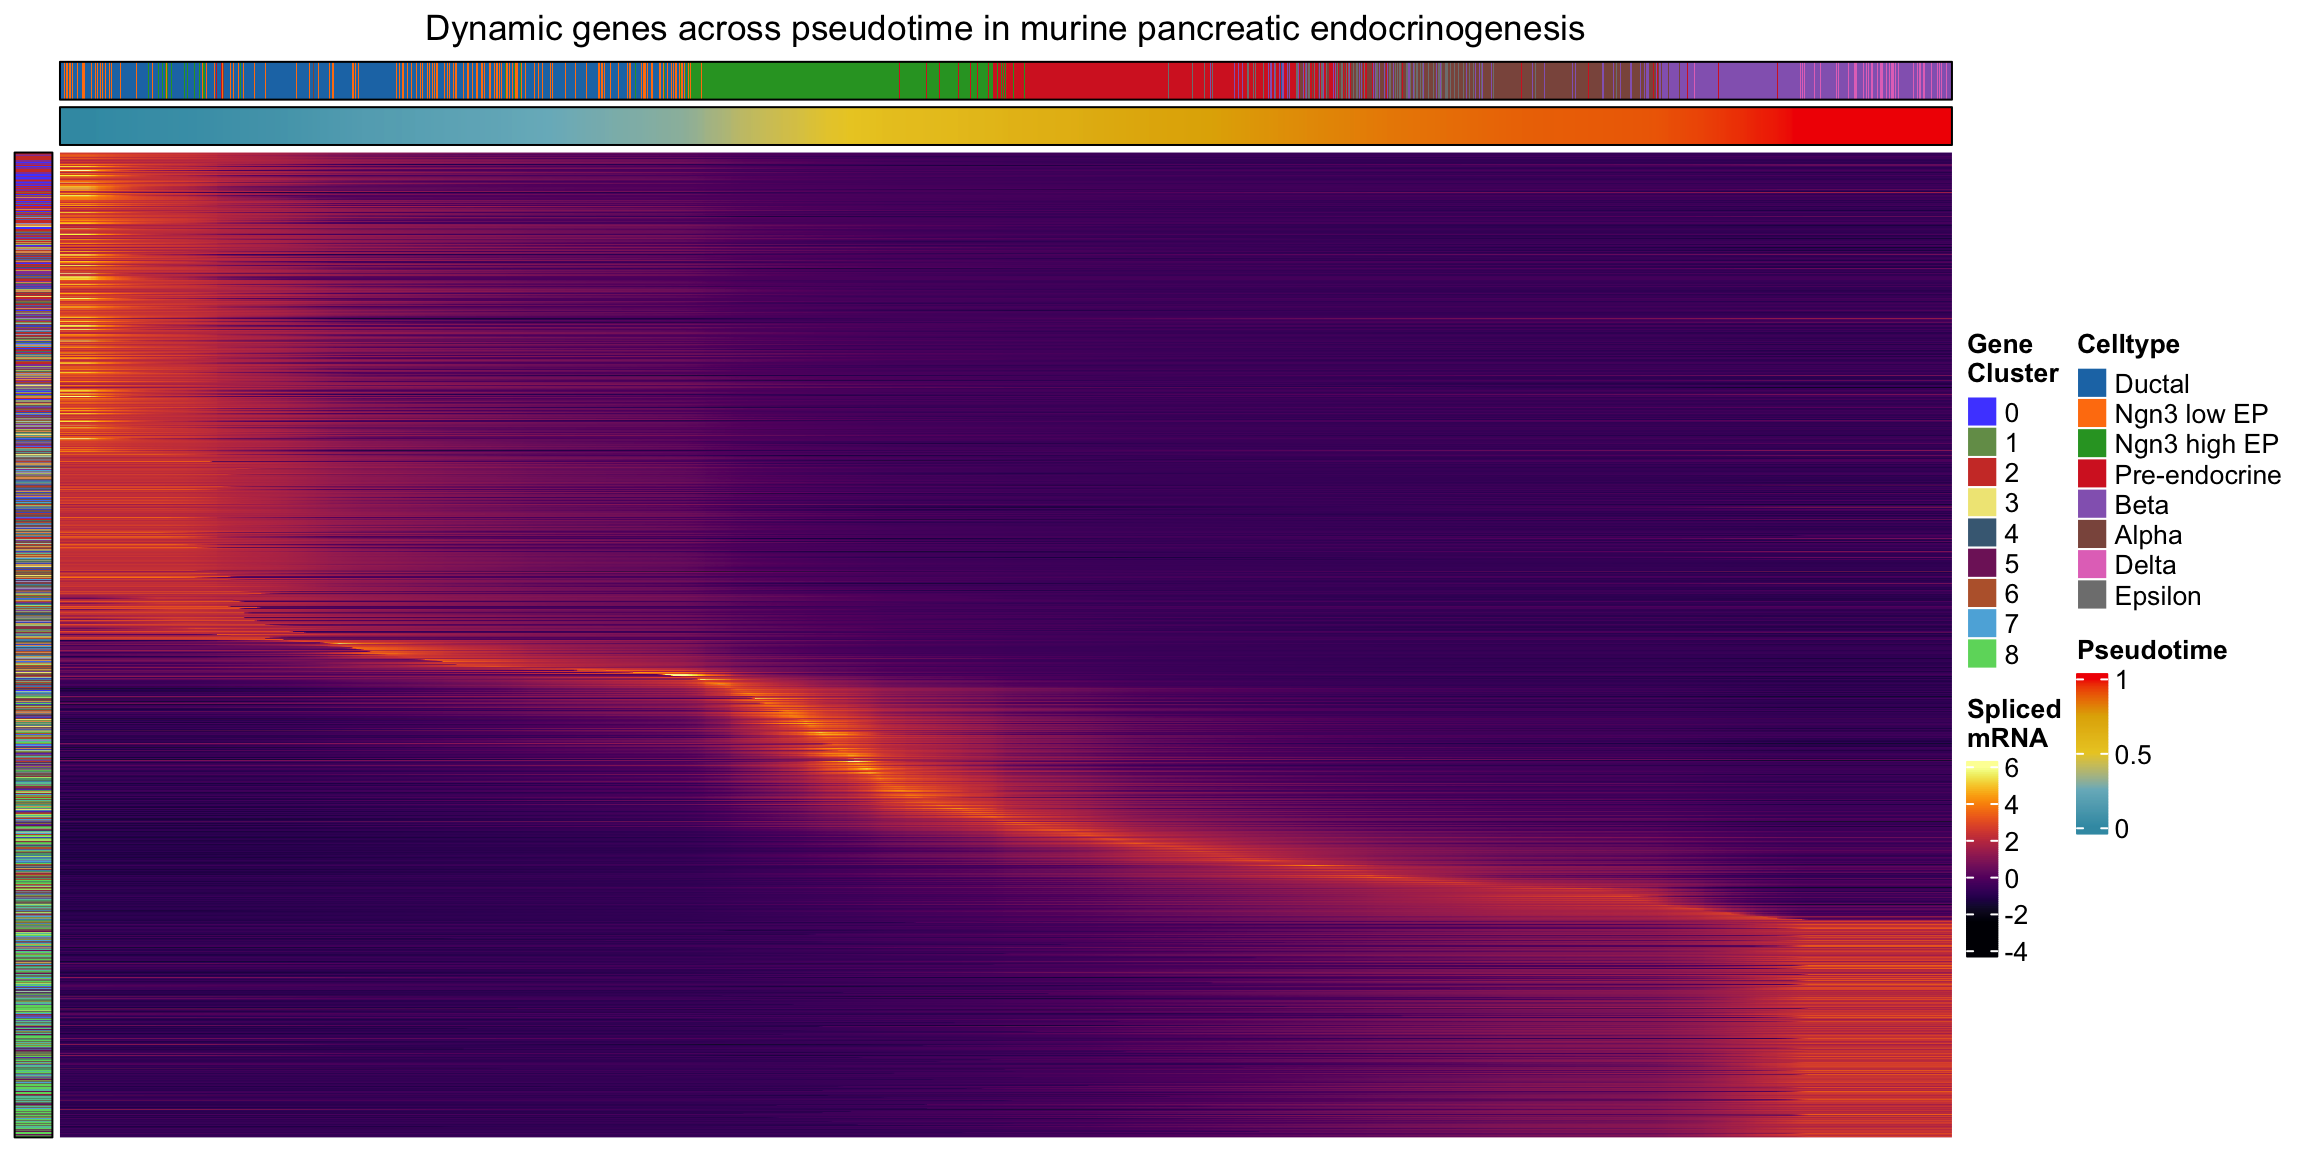 Dynamic genes across pseudotime in murine pancreatic endocrinogenesis
Gene
Cluster
0
1
2
3
4
5
6
7
8
Spliced
mRNA
6
4
2
0
-2
-4
Celltype
Ductal
Ngn3 low EP
Ngn3 high EP
Pre-endocrine
Beta
Alpha
Delta
Epsilon
Pseudotime
1
0.5
0